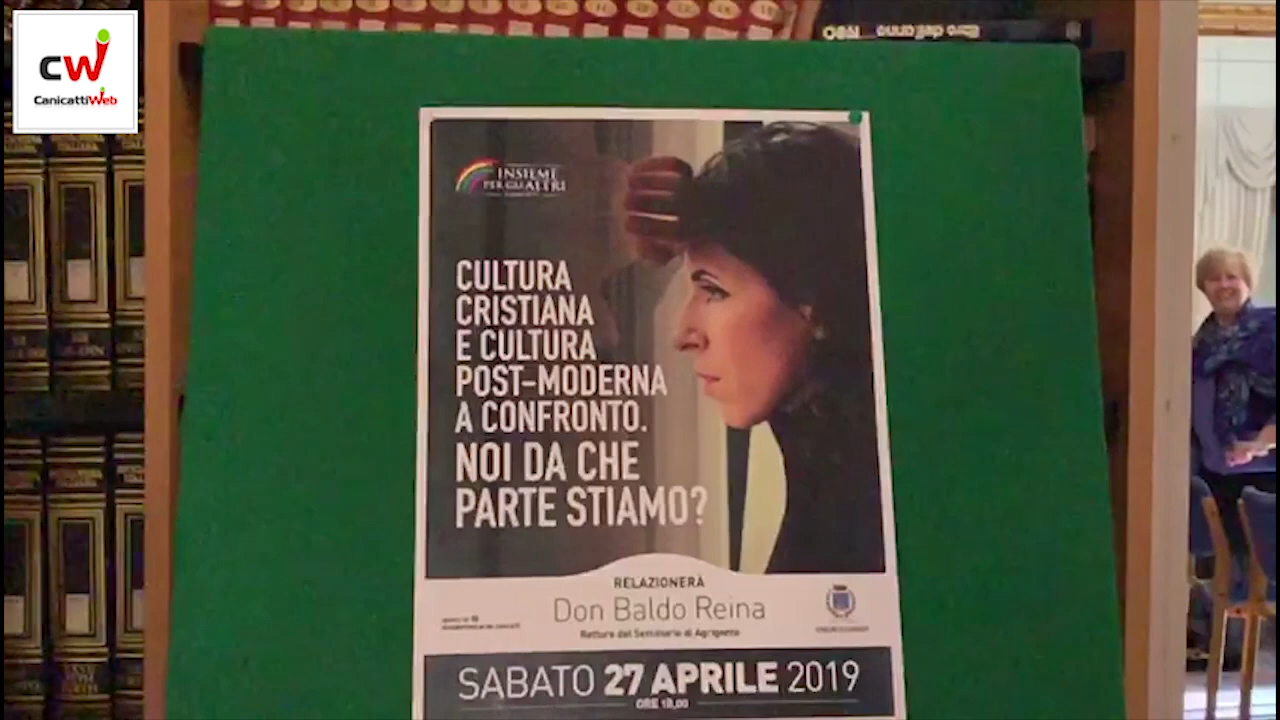 CW
CanicattiWeb
INSIEME
PER GLI ALTRI
CULTURA
CRISTIANA
E CULTURA
POST-MODERNA
A CONFRONTO.
NOI DA CHE
PARTE STIAMO?
RELAZIONERÀ
Don Baldo Reina
Rettore del Seminario di Agrigento
SABATO 27 APRILE 2019
ORE 18,00